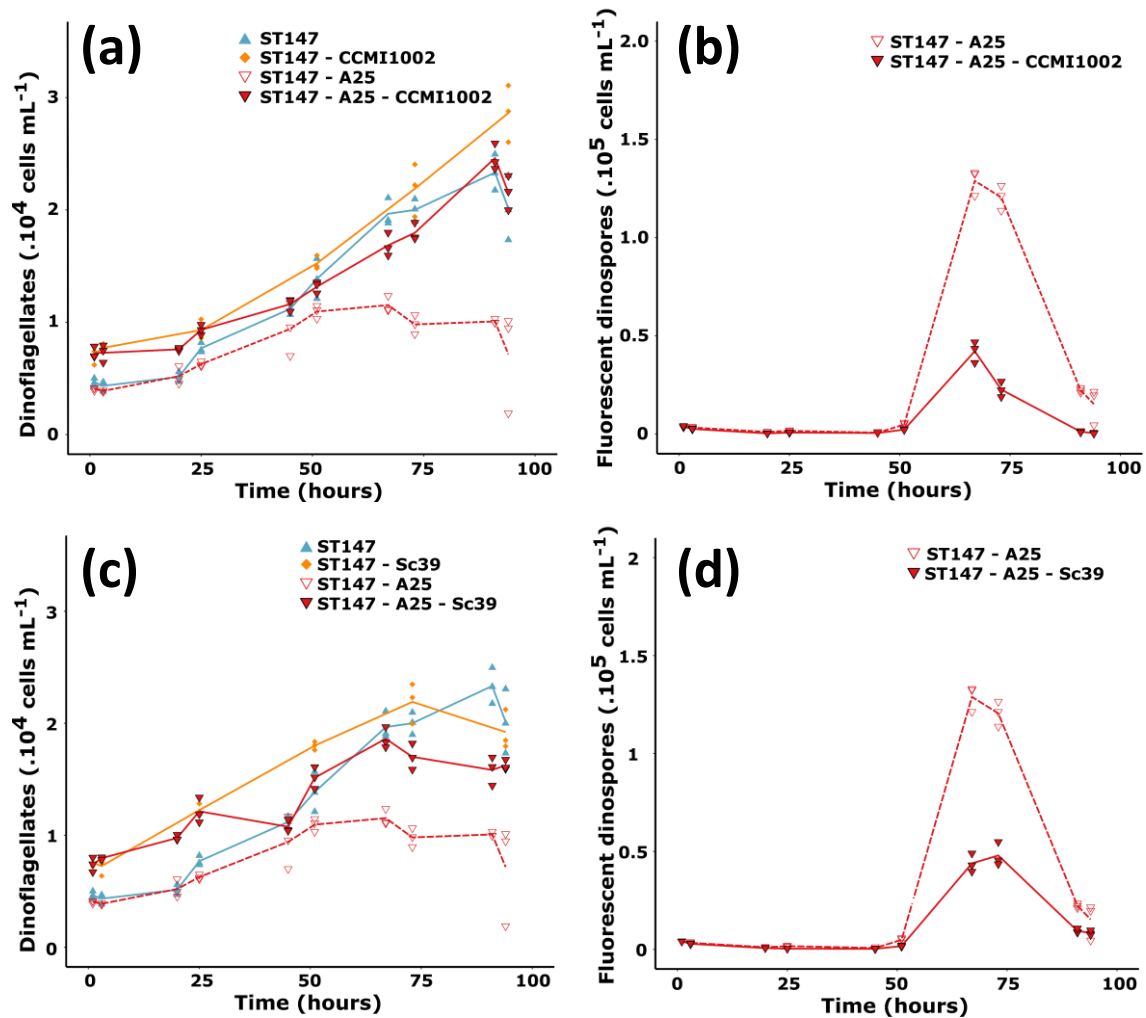 (a)
ST147
ST147 - CCMI1002
ST147 - A25
ST147 - A25 - CCMI1002
Dinoflagellates (.10⁴ cells mL⁻¹)
3
2
1
0
0 25 50 75 100
Time (hours)
(b)
ST147 - A25
ST147 - A25 - CCMI1002
Fluorescent dinospores (.10⁵ cells mL⁻¹)
2.0
1.5
1.0
0.5
0
0 25 50 75 100
Time (hours)
(c)
ST147
ST147 - Sc39
ST147 - A25
ST147 - A25 - Sc39
Dinoflagellates (.10⁴ cells mL⁻¹)
3
2
1
0
0 25 50 75 100
Time (hours)
(d)
ST147 - A25
ST147 - A25 - Sc39
Fluorescent dinospores (.10⁵ cells mL⁻¹)
2
1.5
1
0.5
0
0 25 50 75 100
Time (hours)